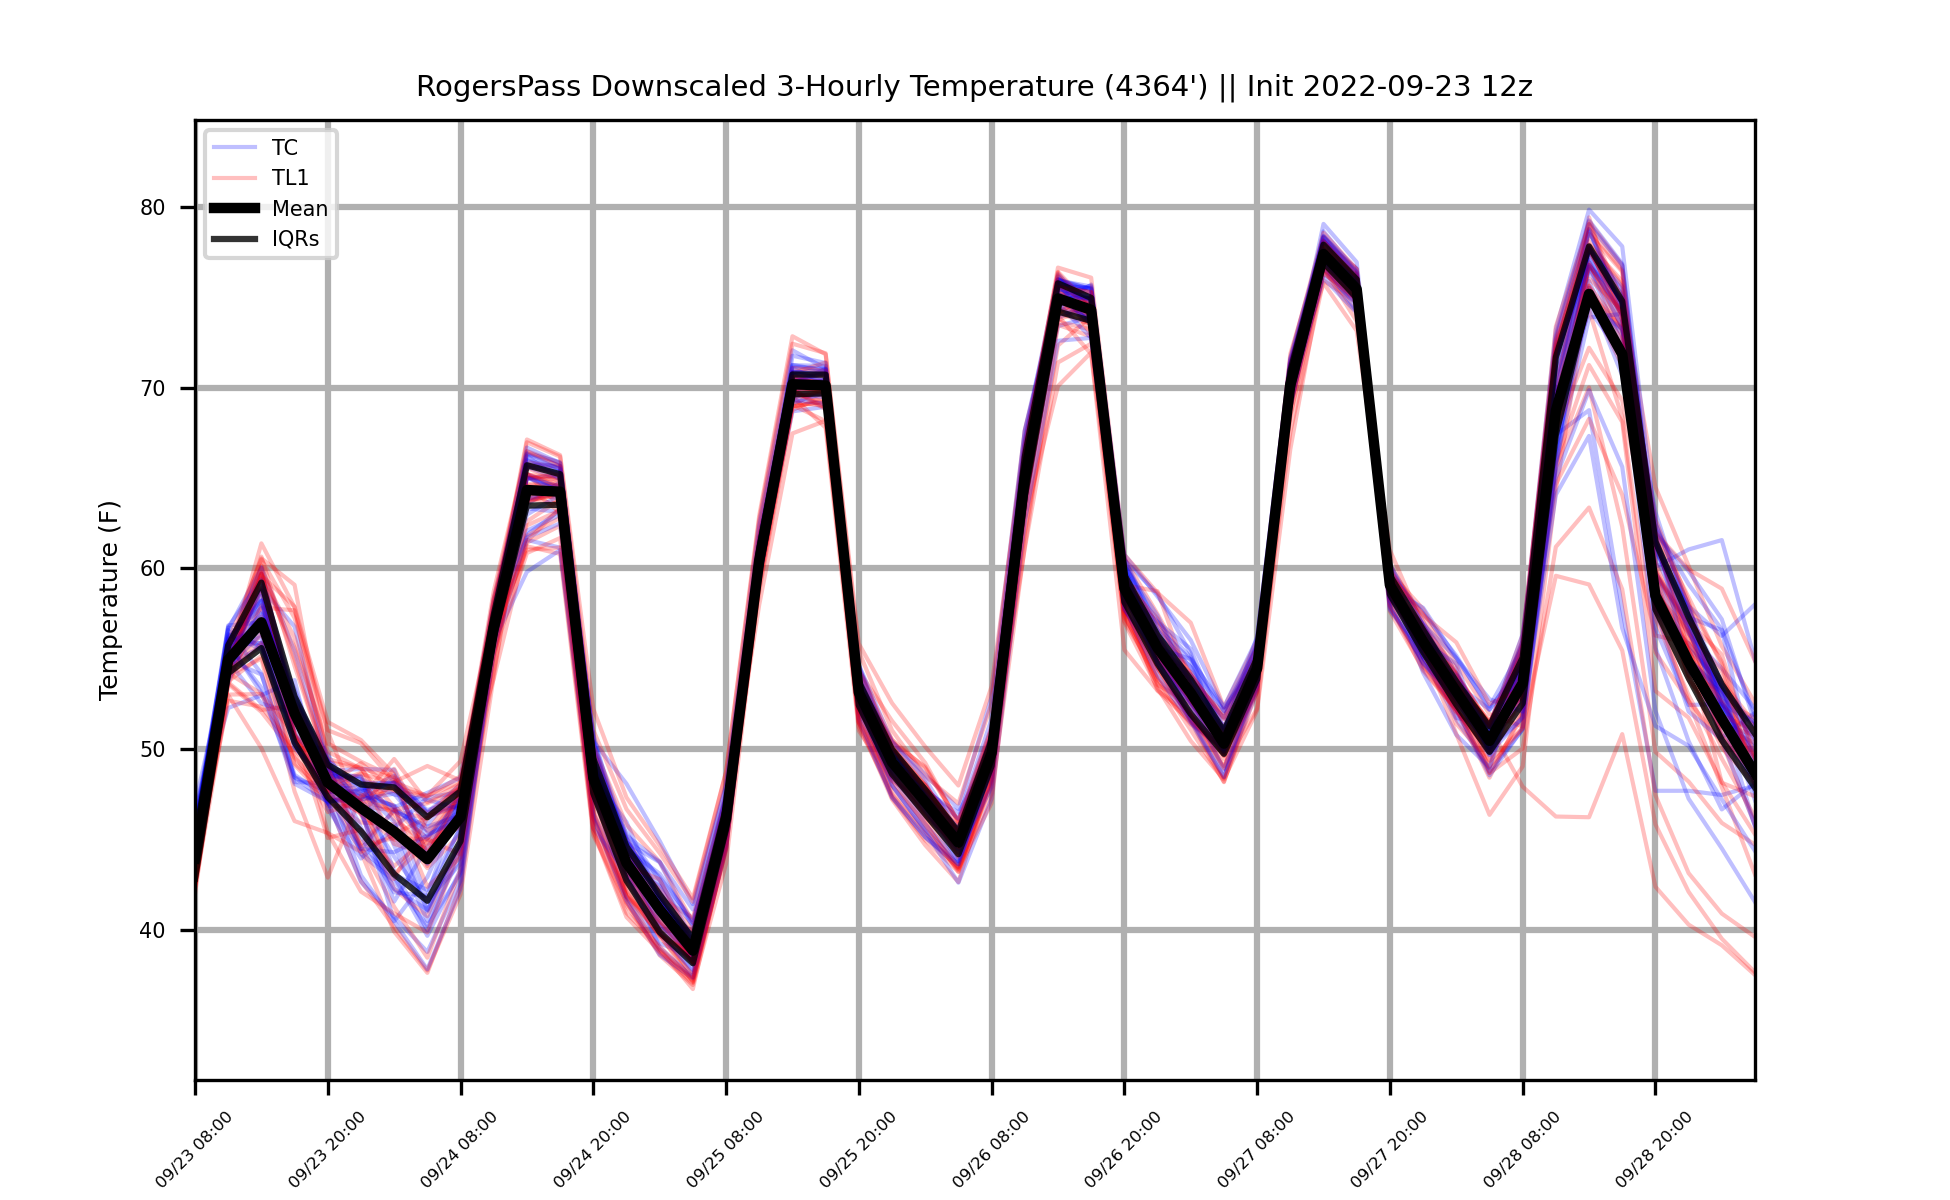 RogersPass Downscaled 3-Hourly Temperature (4364') || Init 2022-09-23 12z
TC
TL1
Mean
IQRs
Temperature (F)
80
70
60
50
40
09/23 08:00
09/23 20:00
09/24 08:00
09/24 20:00
09/25 08:00
09/25 20:00
09/26 08:00
09/26 20:00
09/27 08:00
09/27 20:00
09/28 08:00
09/28 20:00